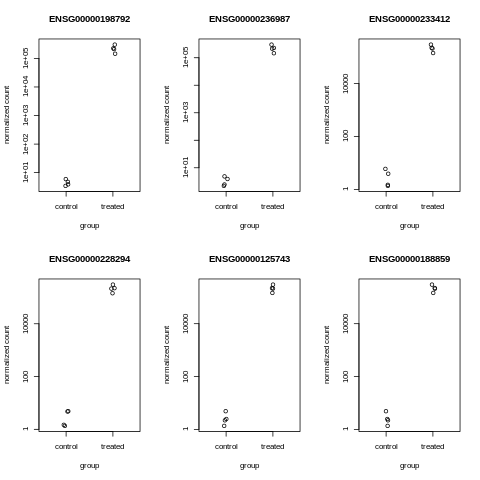 ENSG00000198792
normalized count
1e+05
1e+04
1e+03
1e+02
1e+01
control
treated
group
ENSG00000236987
normalized count
1e+05
1e+03
1e+01
control
treated
group
ENSG00000233412
normalized count
10000
100
1
control
treated
group
ENSG00000228294
normalized count
10000
100
1
control
treated
group
ENSG00000125743
normalized count
10000
100
1
control
treated
group
ENSG00000188859
normalized count
10000
100
1
control
treated
group